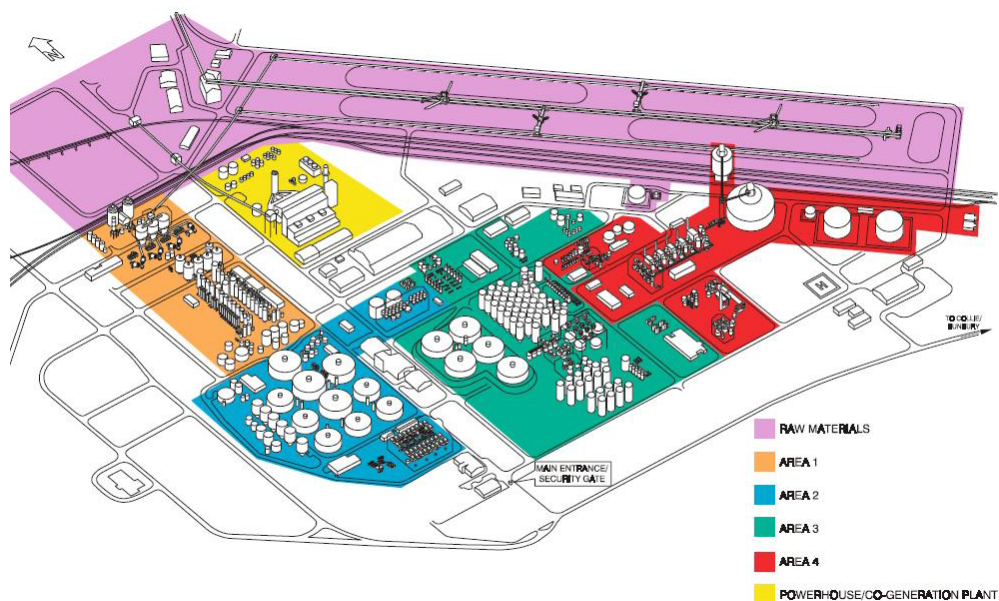 N
H
TO COLLIE/
BUNBURY
MAIN ENTRANCE/
SECURITY GATE
RAW MATERIALS
AREA 1
AREA 2
AREA 3
AREA 4
POWERHOUSE/CO-GENERATION PLANT